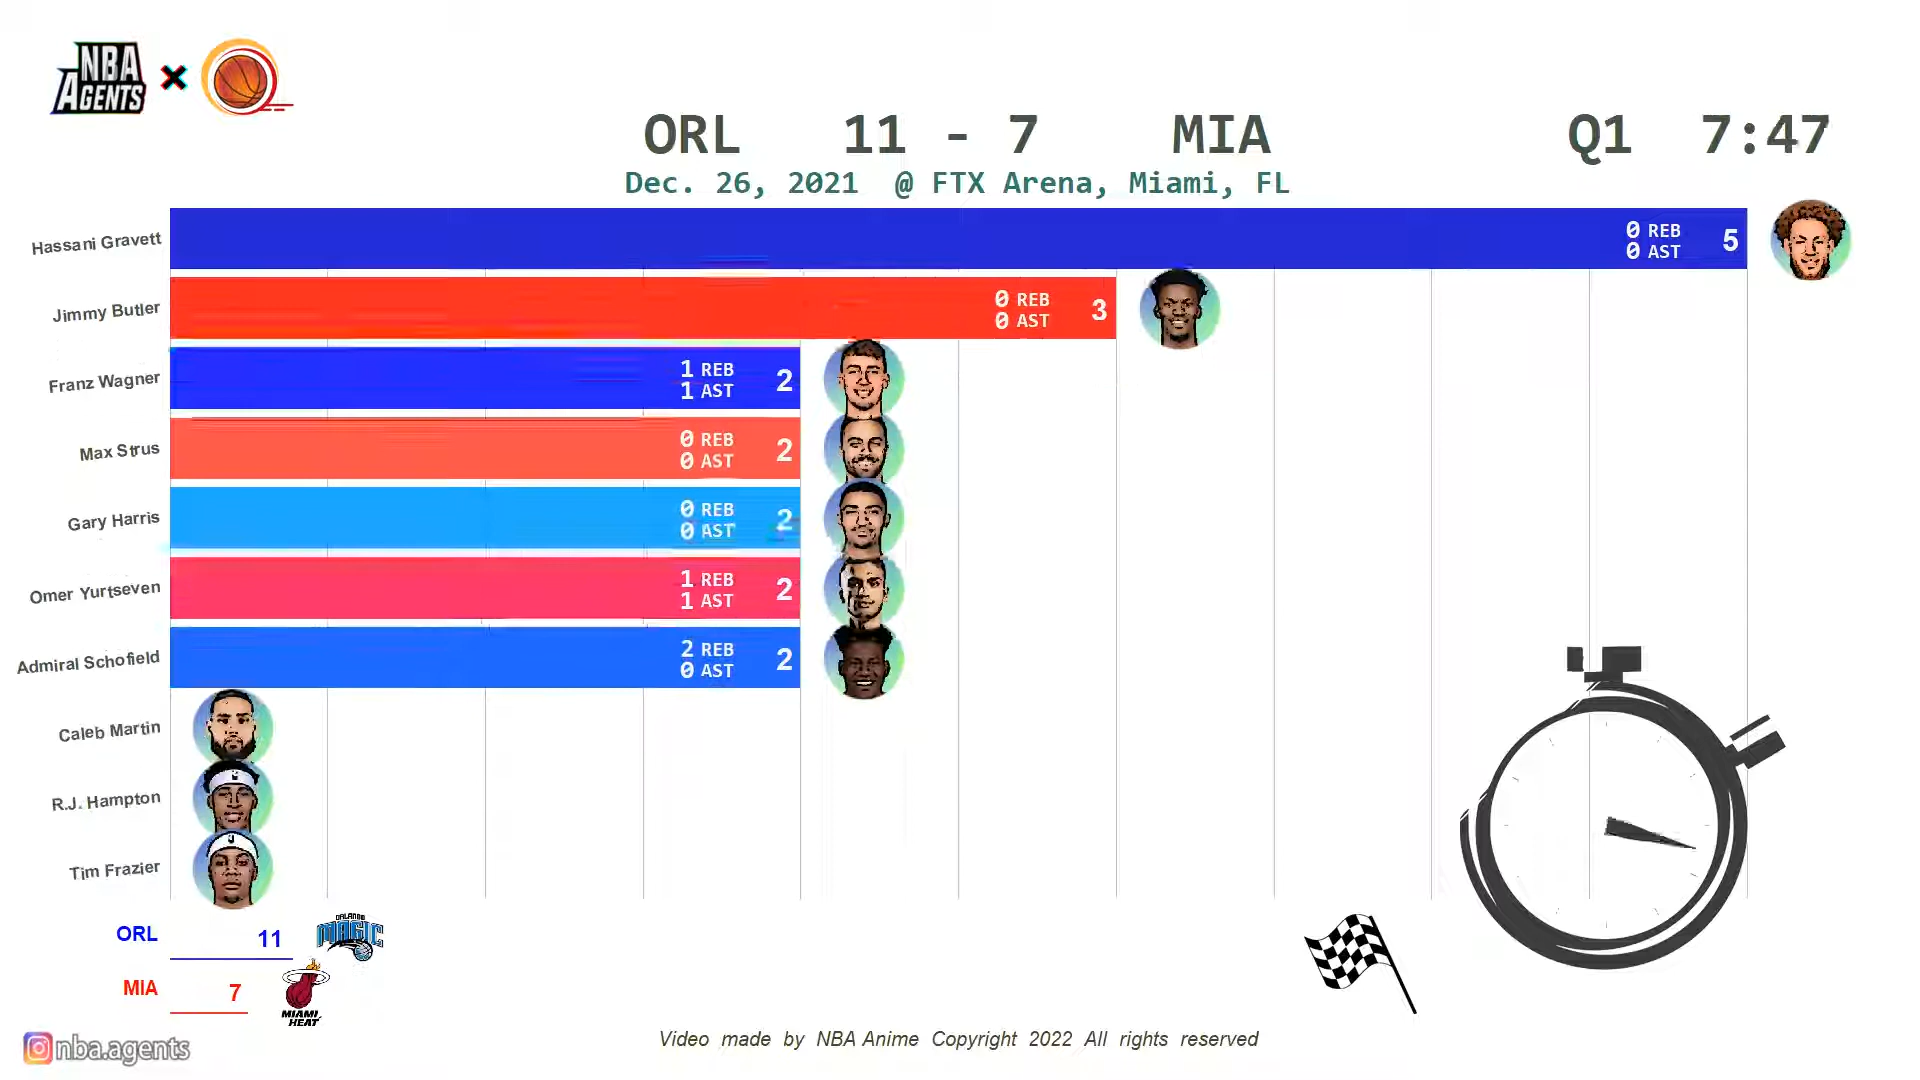 NBA
AGENTS
ORL 11 - 7 MIA Q1 7:47
Dec. 26, 2021 @ FTX Arena, Miami, FL
Hassani Gravett 0 REB 5
0 AST
Jimmy Butler 0 REB 3
0 AST
Franz Wagner 1 REB 2
1 AST
Max Strus 0 REB 2
0 AST
Gary Harris 0 REB 2
0 AST
Omer Yurtseven 1 REB 2
1 AST
Admiral Schofield 2 REB 2
0 AST
Caleb Martin
R.J. Hampton
Tim Frazier
ORL 11 ORLANDO
MAGIC
MIA 7 MIAMI
HEAT
nba.agents
Video made by NBA Anime Copyright 2022 All rights reserved